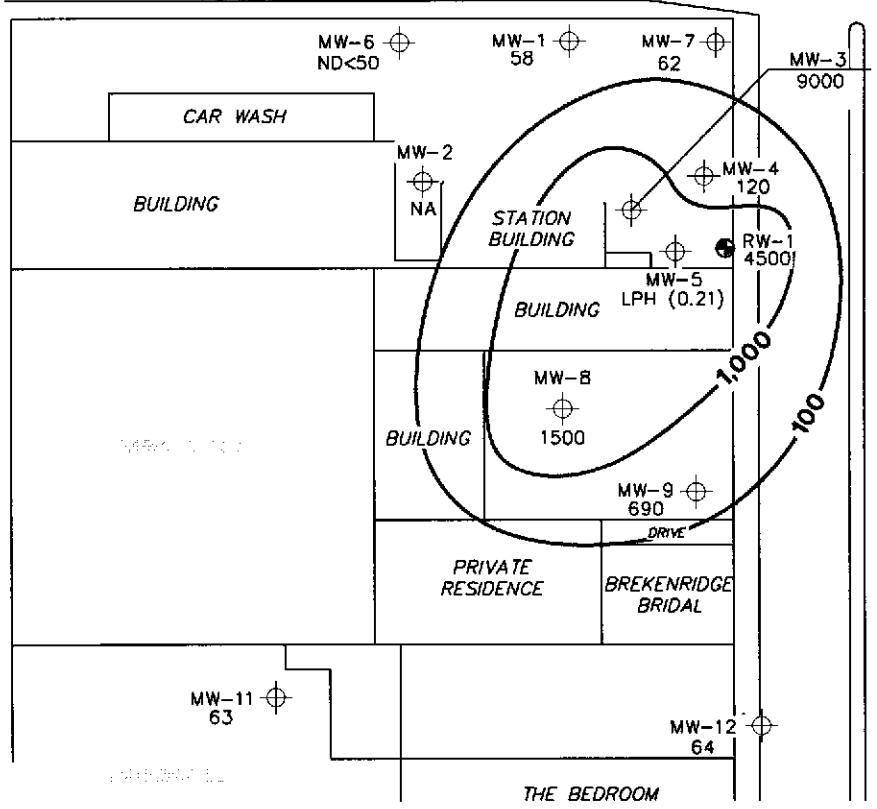 MW-6
ND<50
MW-1
58
MW-7
62
MW-3
9000
CAR WASH
MW-2
NA
BUILDING
STATION
BUILDING
MW-4
120
RW-1
4500
MW-5
LPH (0.21)
BUILDING
1,000
100
MW-8
1500
BUILDING
MW-9
690
DRIVE
PRIVATE
RESIDENCE
BREKENRIDGE
BRIDAL
MW-11
63
MW-12
64
THE BEDROOM